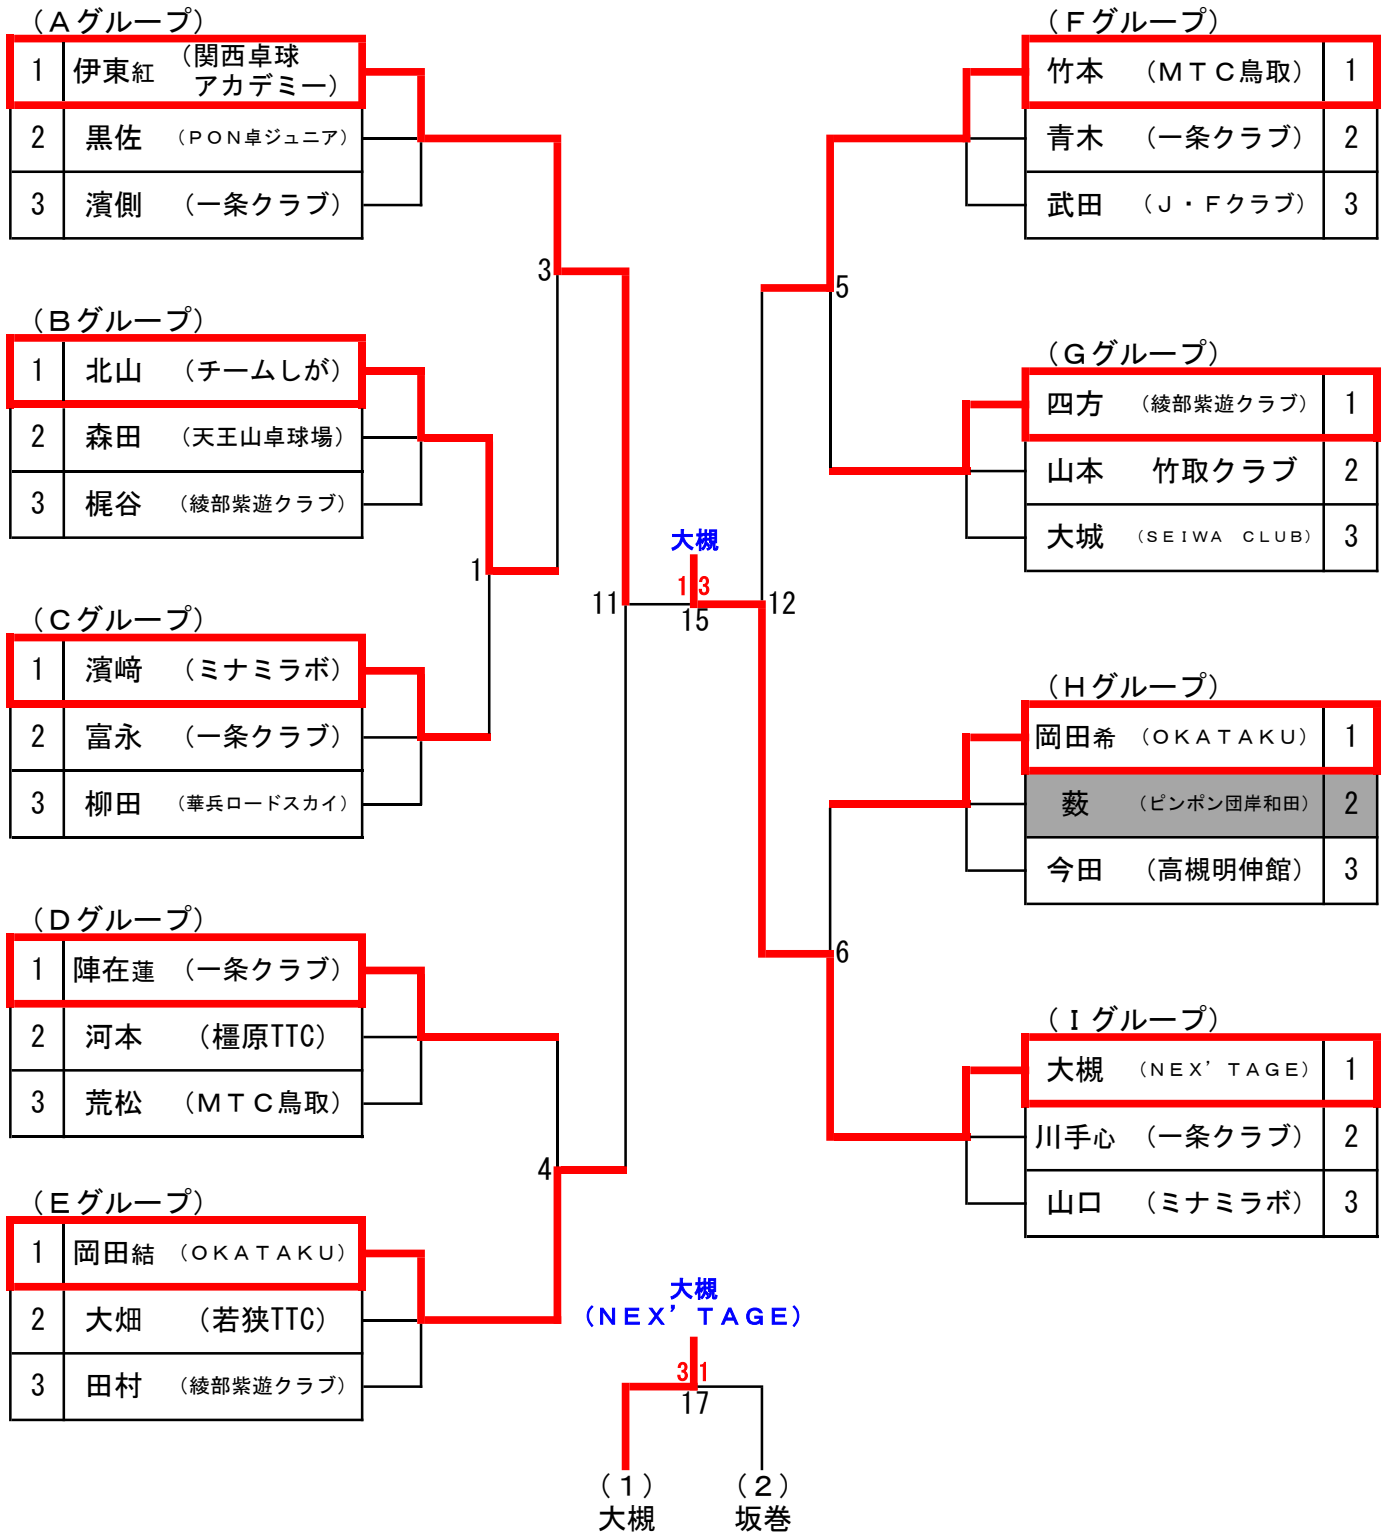 （Ａグループ）
1 伊東紅 （関西卓球
アカデミー）
2 黒佐 （ＰＯＮ卓ジュニア）
3 濱側 （一条クラブ）
3
（Ｂグループ）
1 北山 （チームしが）
2 森田 （天王山卓球場）
3 梶谷 （綾部紫遊クラブ）
1
（Ｃグループ）
1 濱﨑 （ミナミラボ）
2 富永 （一条クラブ）
3 柳田 （華兵ロードスカイ）
11
（Ｄグループ）
1 陣在蓮 （一条クラブ）
2 河本 （橿原TTC）
3 荒松 （ＭＴＣ鳥取）
4
（Ｅグループ）
1 岡田結 （ＯＫＡＴＡＫＵ）
2 大畑 （若狭TTC）
3 田村 （綾部紫遊クラブ）
大槻
1 3
15
（Ｆグループ）
竹本 （ＭＴＣ鳥取） 1
青木 （一条クラブ） 2
武田 （Ｊ・Ｆクラブ） 3
5
（Ｇグループ）
四方 （綾部紫遊クラブ） 1
山本 竹取クラブ 2
大城 （ＳＥＩＷＡ　ＣＬＵＢ） 3
12
（Ｈグループ）
岡田希 （ＯＫＡＴＡＫＵ） 1
薮 （ピンポン団岸和田） 2
今田 （高槻明伸館） 3
6
（Ｉグループ）
大槻 （ＮＥＸ’ＴＡＧＥ） 1
川手心 （一条クラブ） 2
山口 （ミナミラボ） 3
大槻
（ＮＥＸ’ＴＡＧＥ）
3 1
17
（１） （２）
大槻 坂巻